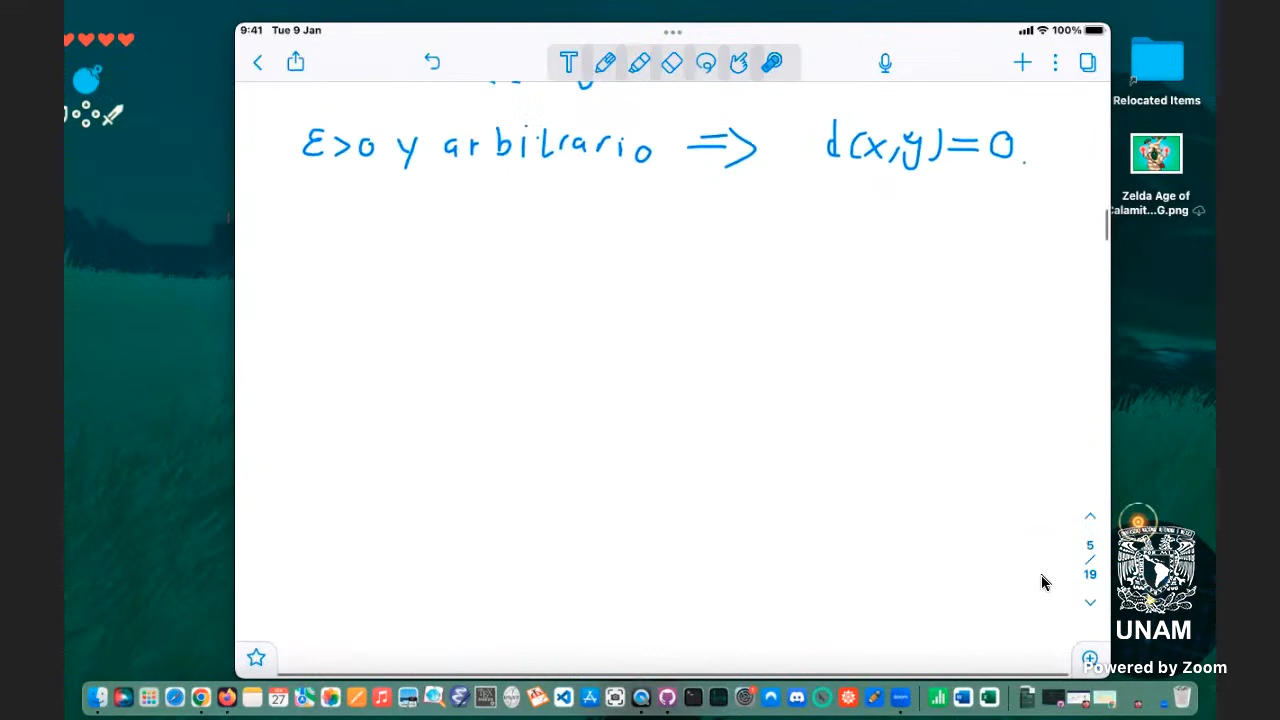 9:41 Tue 9 Jan
100%
T
Ɛ>0 y arbitrario => d(x,y)=0.
5
/
19
Relocated Items
Zelda Age of
Calamit...G.png
UNAM
Powered by Zoom
27